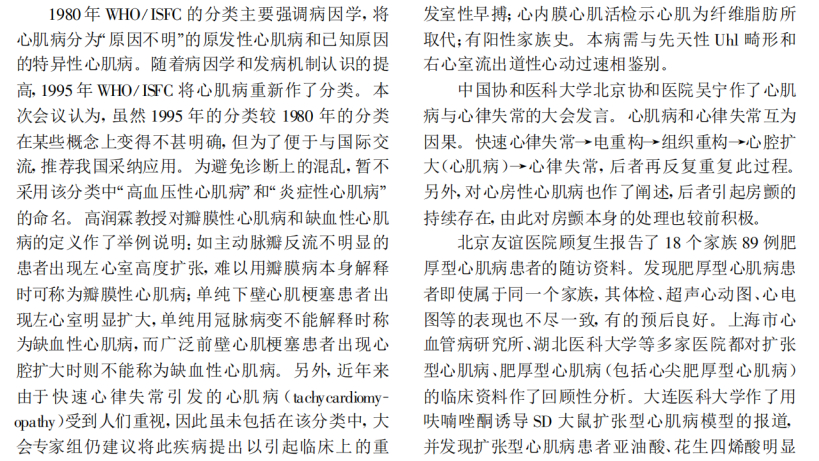 1980年 WHO/ISFC 的分类主要强调病因学，将
心肌病分为“原因不明”的原发性心肌病和已知原因
的特异性心肌病。随着病因学和发病机制认识的提
高，1995年 WHO/ISFC 将心肌病重新作了分类。本
次会议认为，虽然1995年的分类较1980年的分类
在某些概念上变得不甚明确，但为了便于与国际交
流，推荐我国采纳应用。为避免诊断上的混乱，暂不
采用该分类中“高血压性心肌病”和“炎症性心肌病”
的命名。高润霖教授对瓣膜性心肌病和缺血性心肌
病的定义作了举例说明；如主动脉瓣反流不明显的
患者出现左心室高度扩张，难以用瓣膜病本身解释
时可称为瓣膜性心肌病；单纯下壁心肌梗塞患者出
现左心室明显扩大，单纯用冠脉病变不能解释时称
为缺血性心肌病，而广泛前壁心肌梗塞患者出现心
腔扩大时则不能称为缺血性心肌病。另外，近年来
由于快速心律失常引发的心肌病(tachycardiomy-
opathy)受到人们重视，因此虽未包括在该分类中，大
会专家组仍建议将此疾病提出以引起临床上的重
发室性早搏；心内膜心肌活检示心肌为纤维脂肪所
取代；有阳性家族史。本病需与先天性 Uhl 畸形和
右心室流出道性心动过速相鉴别。
中国协和医科大学北京协和医院吴宁作了心肌
病与心律失常的大会发言。心肌病和心律失常互为
因果。快速心律失常→电重构→组织重构→心腔扩
大(心肌病)→心律失常，后者再反复重复此过程。
另外，对心房性心肌病也作了阐述，后者引起房颤的
持续存在，由此对房颤本身的处理也较前积极。
北京友谊医院顾复生报告了18个家族89例肥
厚型心肌病患者的随访资料。发现肥厚型心肌病患
者即使属于同一个家族，其体检、超声心动图、心电
图等的表现也不尽一致，有的预后良好。上海市心
血管病研究所、湖北医科大学等多家医院都对扩张
型心肌病、肥厚型心肌病(包括心尖肥厚型心肌病)
的临床资料作了回顾性分析。大连医科大学作了用
呋喃唑酮诱导 SD 大鼠扩张型心肌病模型的报道，
并发现扩张型心肌病患者亚油酸、花生四烯酸明显